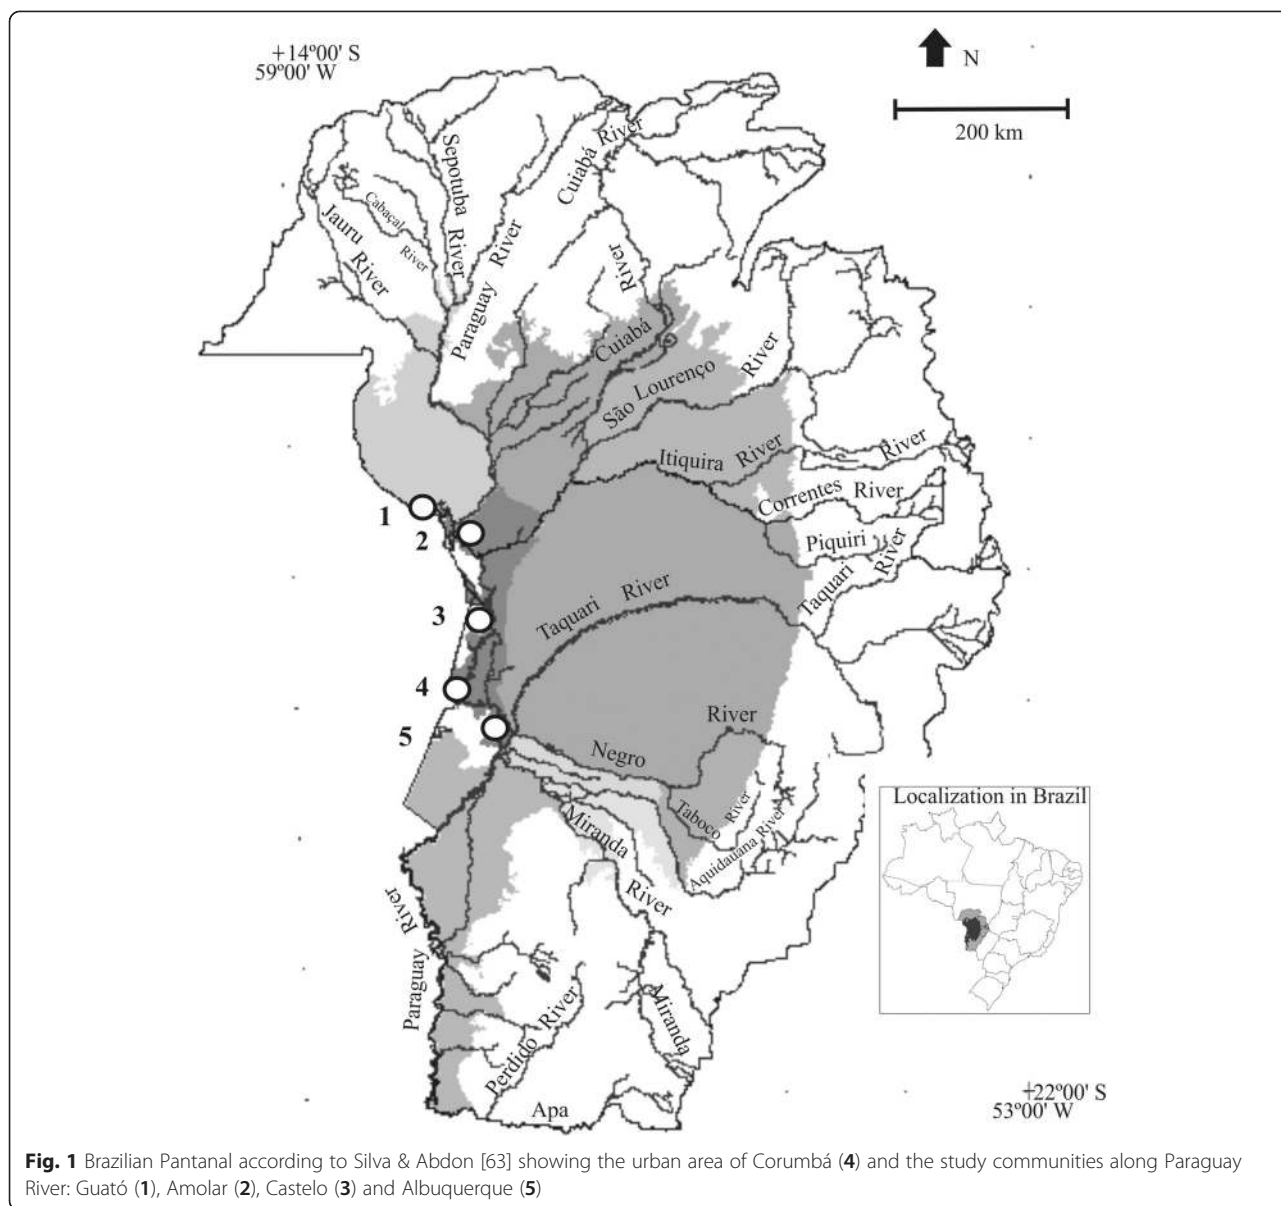 +14º00' S
59º00' W
N
200 km
Sepotuba
River
Cuiabá River
Cabaçal
River
Jauru
River
Paraguay River
River
Cuiabá
São Lourenço
River
Itiquira River
River
Correntes River
Piquiri
Taquari River
Taquari River
1
2
3
4
5
River
Negro
Taboco
River
Aquidauana River
Miranda
River
Localization in Brazil
River
Paraguay
Perdido River
Miranda
Apa
+22º00' S
53º00' W
Fig. 1 Brazilian Pantanal according to Silva & Abdon [63] showing the urban area of Corumbá (4) and the study communities along Paraguay
River: Guató (1), Amolar (2), Castelo (3) and Albuquerque (5)